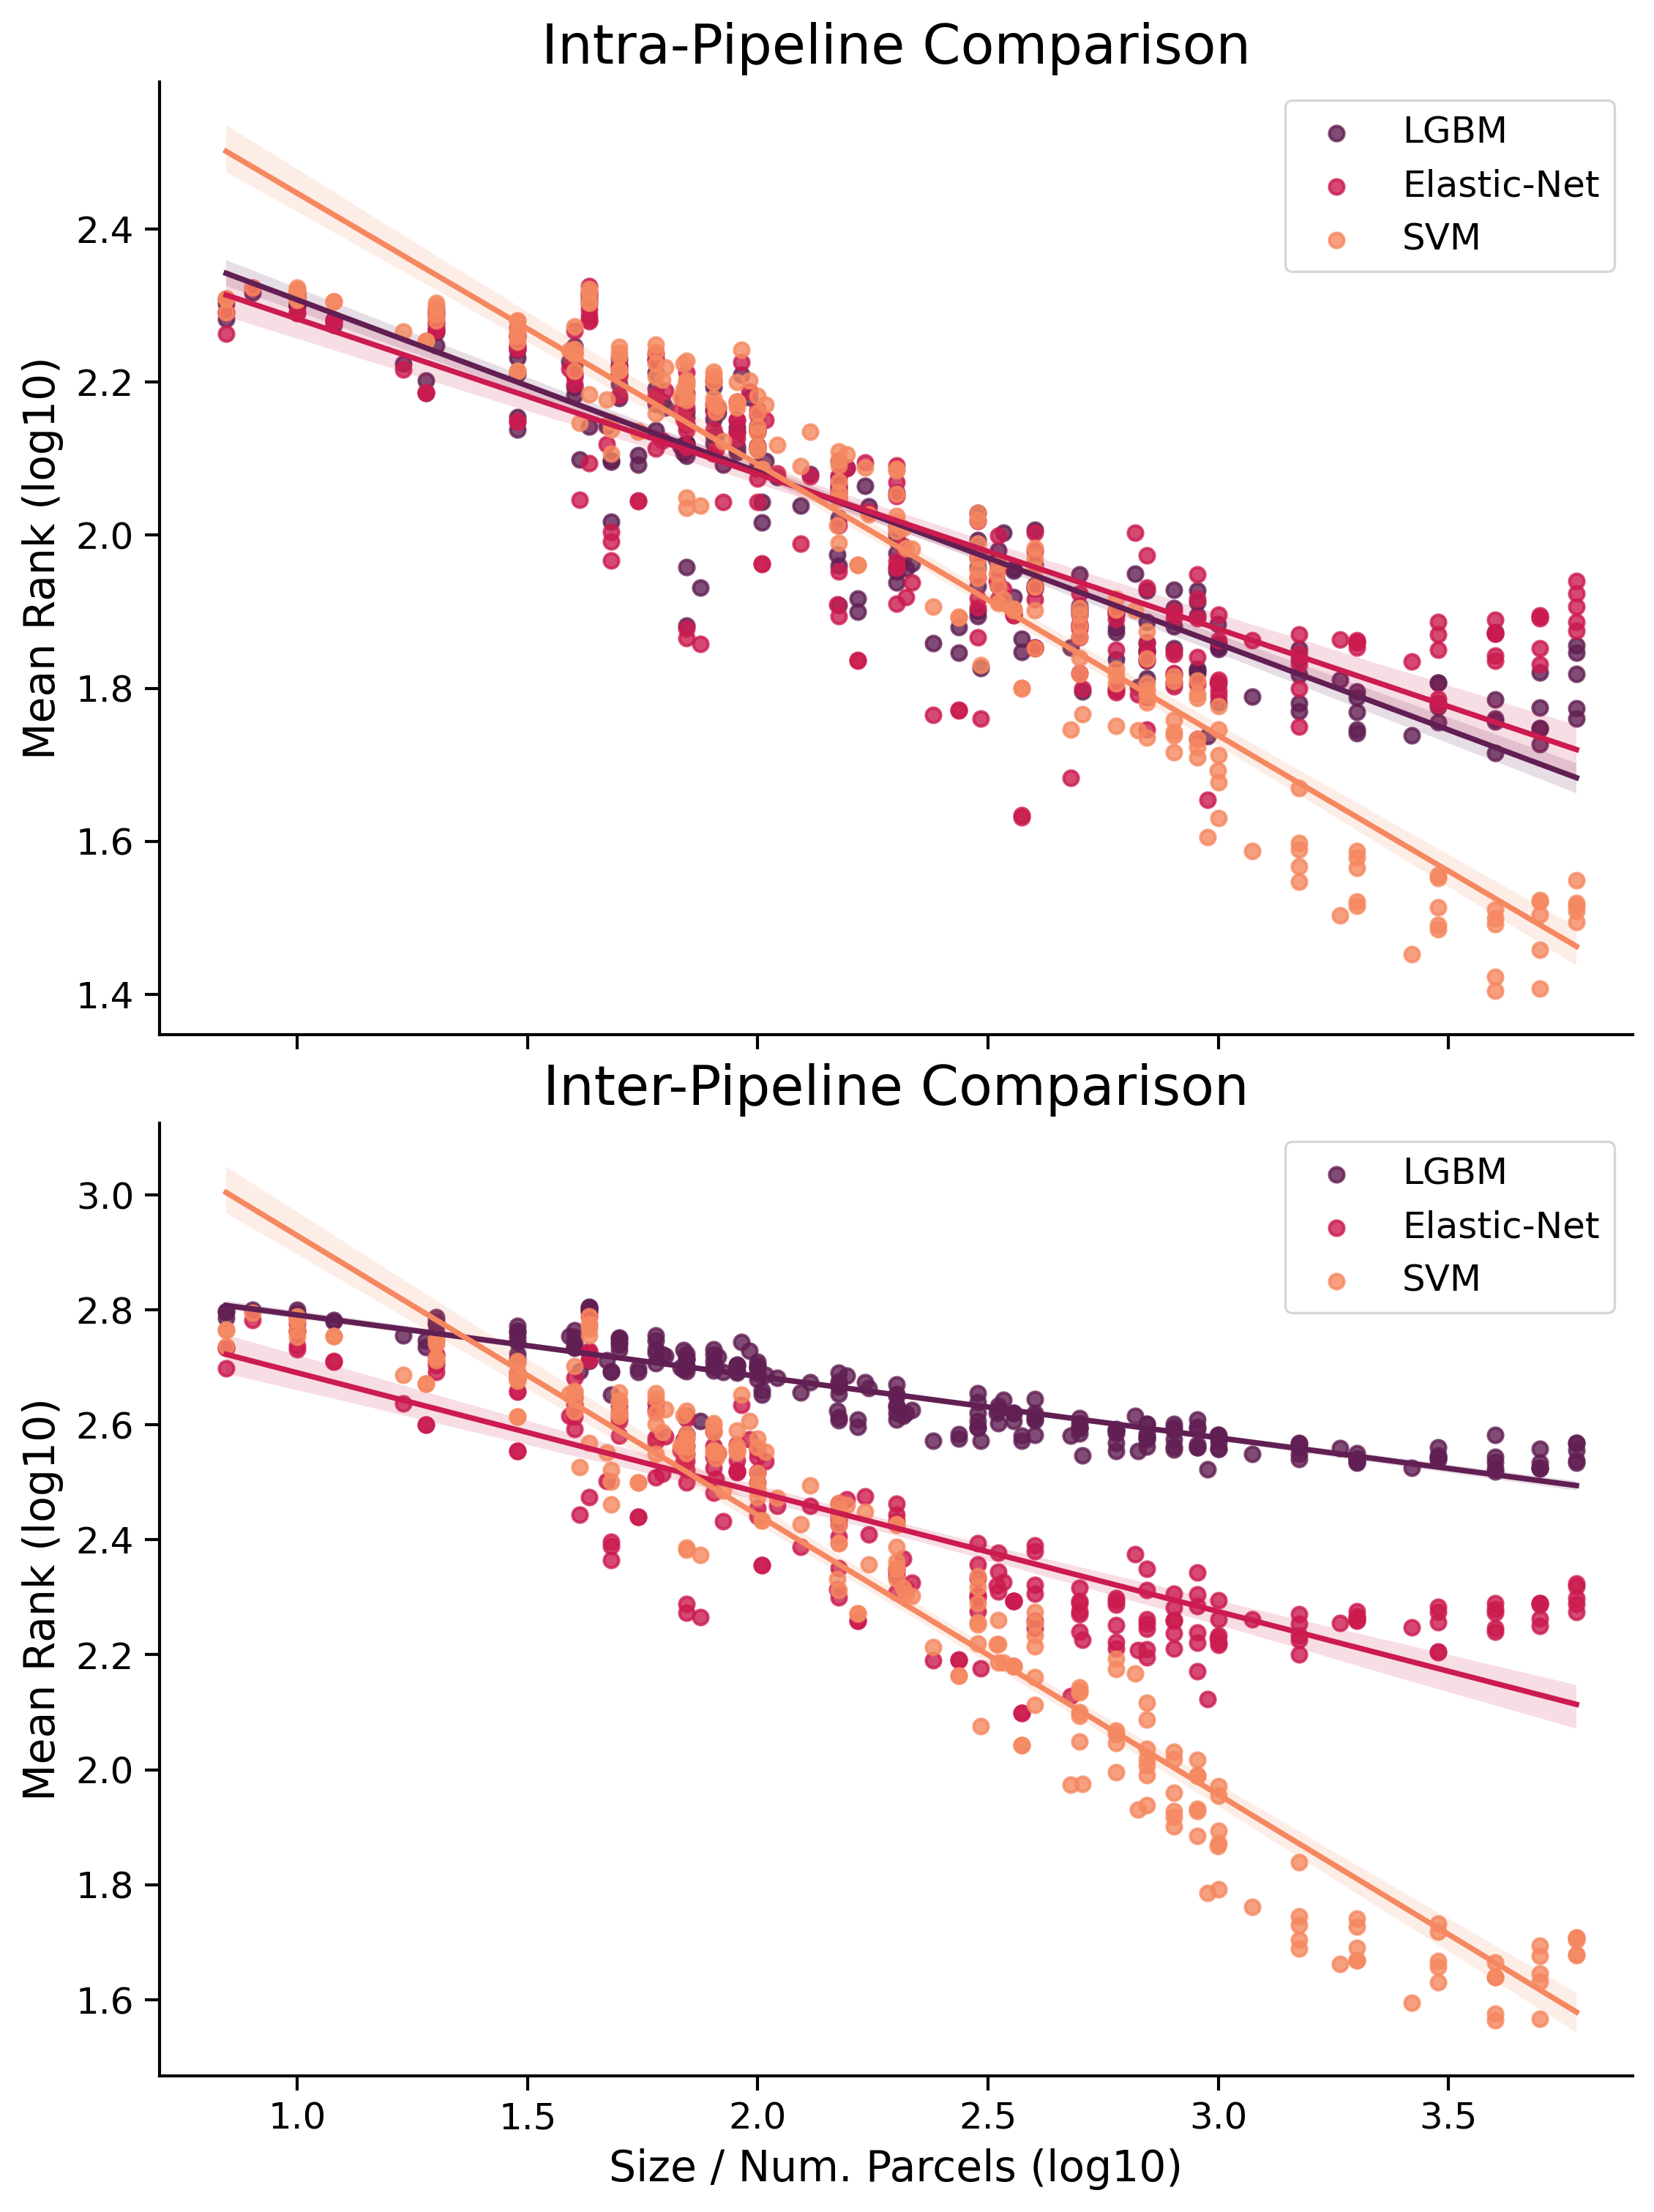 Intra-Pipeline Comparison
LGBM
Elastic-Net
SVM
Mean Rank (log10)
2.4
2.2
2.0
1.8
1.6
1.4
Inter-Pipeline Comparison
LGBM
Elastic-Net
SVM
Mean Rank (log10)
3.0
2.8
2.6
2.4
2.2
2.0
1.8
1.6
1.0 1.5 2.0 2.5 3.0 3.5
Size / Num. Parcels (log10)